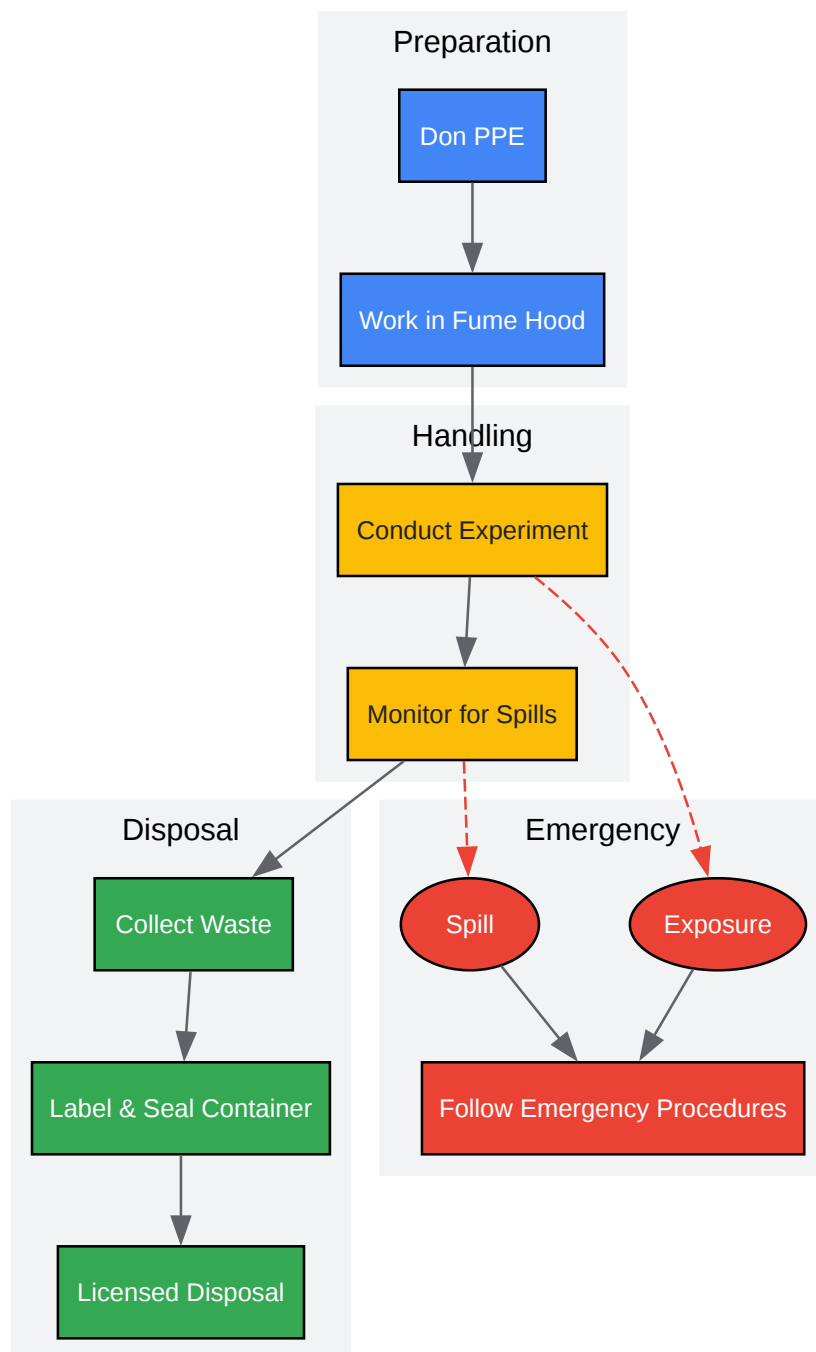 Preparation
Don PPE
Work in Fume Hood
Handling
Conduct Experiment
Monitor for Spills
Disposal
Collect Waste
Label & Seal Container
Licensed Disposal
Emergency
Spill
Exposure
Follow Emergency Procedures